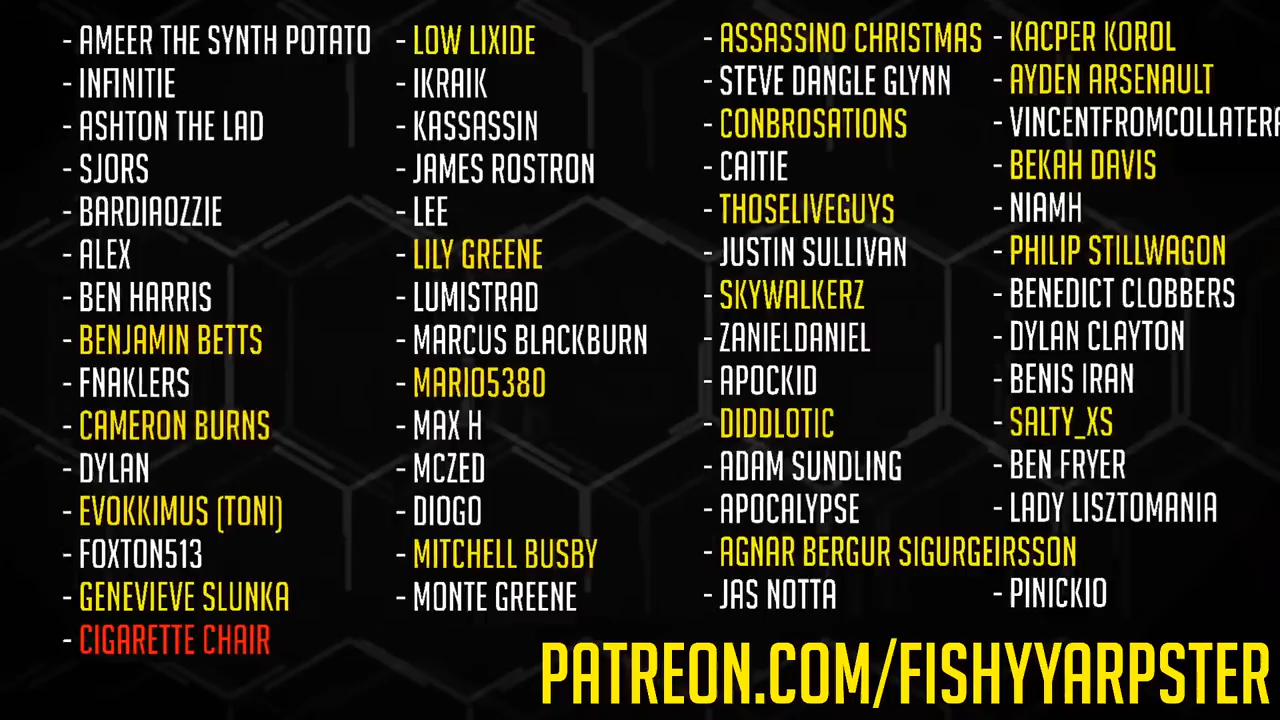 - AMEER THE SYNTH POTATO
- INFINITIE
- ASHTON THE LAD
- SJORS
- BARDIAOZZIE
- ALEX
- BEN HARRIS
- BENJAMIN BETTS
- FNAKLERS
- CAMERON BURNS
- DYLAN
- EVOKKIMUS (TONI)
- FOXTON513
- GENEVIEVE SLUNKA
- CIGARETTE CHAIR
- LOW LIXIDE
- IKRAIK
- KASSASSIN
- JAMES ROSTRON
- LEE
- LILY GREENE
- LUMISTRAD
- MARCUS BLACKBURN
- MARIO5380
- MAX H
- MCZED
- DIOGO
- MITCHELL BUSBY
- MONTE GREENE
- ASSASSINO CHRISTMAS
- STEVE DANGLE GLYNN
- CONBROSATIONS
- CAITIE
- THOSELIVEGUYS
- JUSTIN SULLIVAN
- SKYWALKERZ
- ZANIELDANIEL
- APOCKID
- DIDDLOTIC
- ADAM SUNDLING
- APOCALYPSE
- AGNAR BERGUR SIGURGEIRSSON
- JAS NOTTA
- KACPER KOROL
- AYDEN ARSENAULT
- VINCENTFROMCOLLATERA
- BEKAH DAVIS
- NIAMH
- PHILIP STILLWAGON
- BENEDICT CLOBBERS
- DYLAN CLAYTON
- BENIS IRAN
- SALTY_XS
- BEN FRYER
- LADY LISZTOMANIA
- PINICKIO
PATREON.COM/FISHYYARPSTER